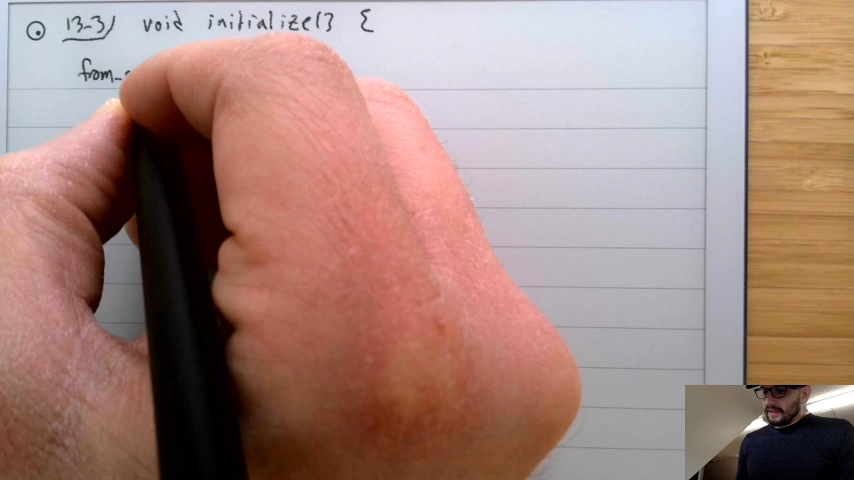 13-3) void initialize() {
from_